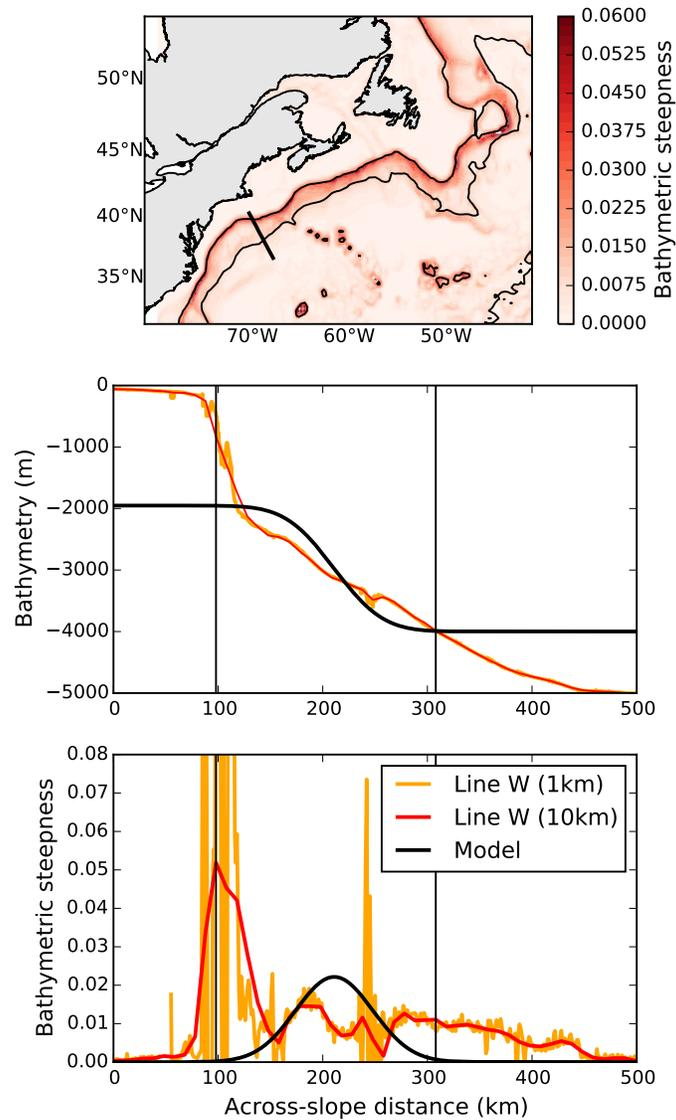 0.0600
0.0525
0.0450
0.0375
0.0300
0.0225
0.0150
0.0075
0.0000
Bathymetric steepness
50°N
45°N
40°N
35°N
70°W 60°W 50°W
0
−1000
−2000
−3000
−4000
−5000
Bathymetry (m)
0 100 200 300 400 500
0.08
0.07
0.06
0.05
0.04
0.03
0.02
0.01
0.00
Bathymetric steepness
Line W (1km)
Line W (10km)
Model
0 100 200 300 400 500
Across-slope distance (km)